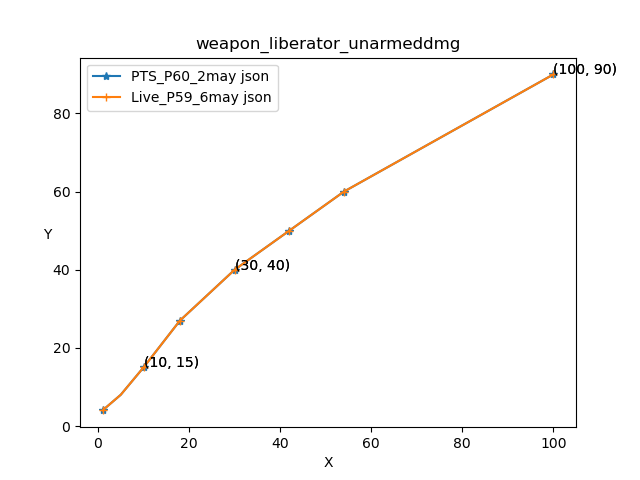 weapon_liberator_unarmeddmg
PTS_P60_2may json
Live_P59_6may json
(100, 90)
(30, 40)
(10, 15)
Y
80
60
40
20
0
0 20 40 60 80 100
X